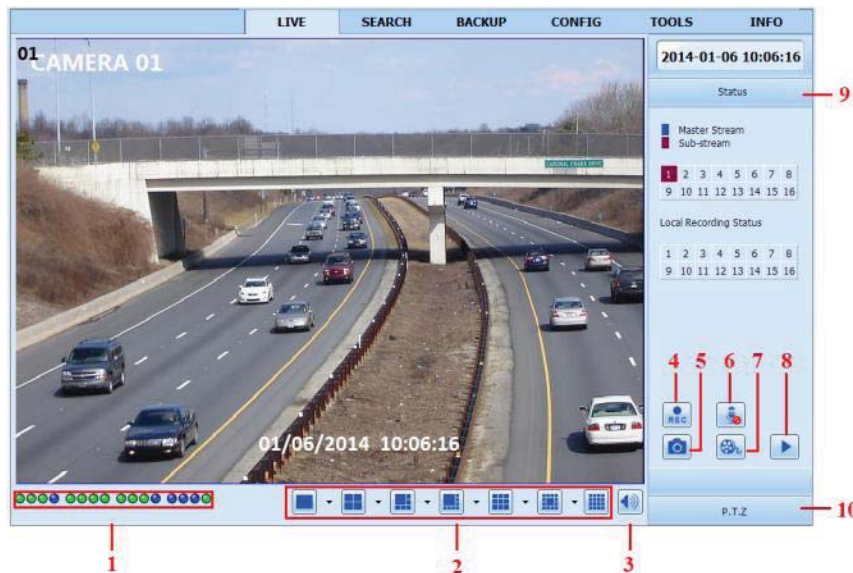 LIVE SEARCH BACKUP CONFIG TOOLS INFO
01
CAMERA 01
2014-01-06 10:06:16
Status
9
Master Stream
Sub-stream
1 2 3 4 5 6 7 8
9 10 11 12 13 14 15 16
Local Recording Status
1 2 3 4 5 6 7 8
9 10 11 12 13 14 15 16
4 5 6 7 8
REC
01/06/2014 10:06:16
P.T.Z
10
1 2 3